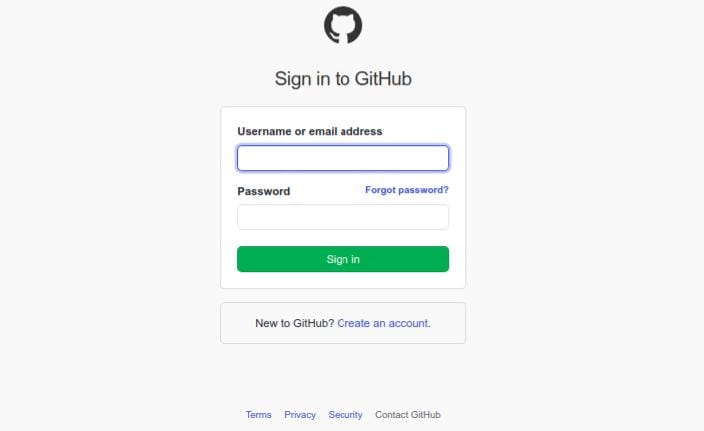 Sign in to GitHub
Username or email address
Password Forgot password?
Sign in
New to GitHub? Create an account.
Terms Privacy Security Contact GitHub